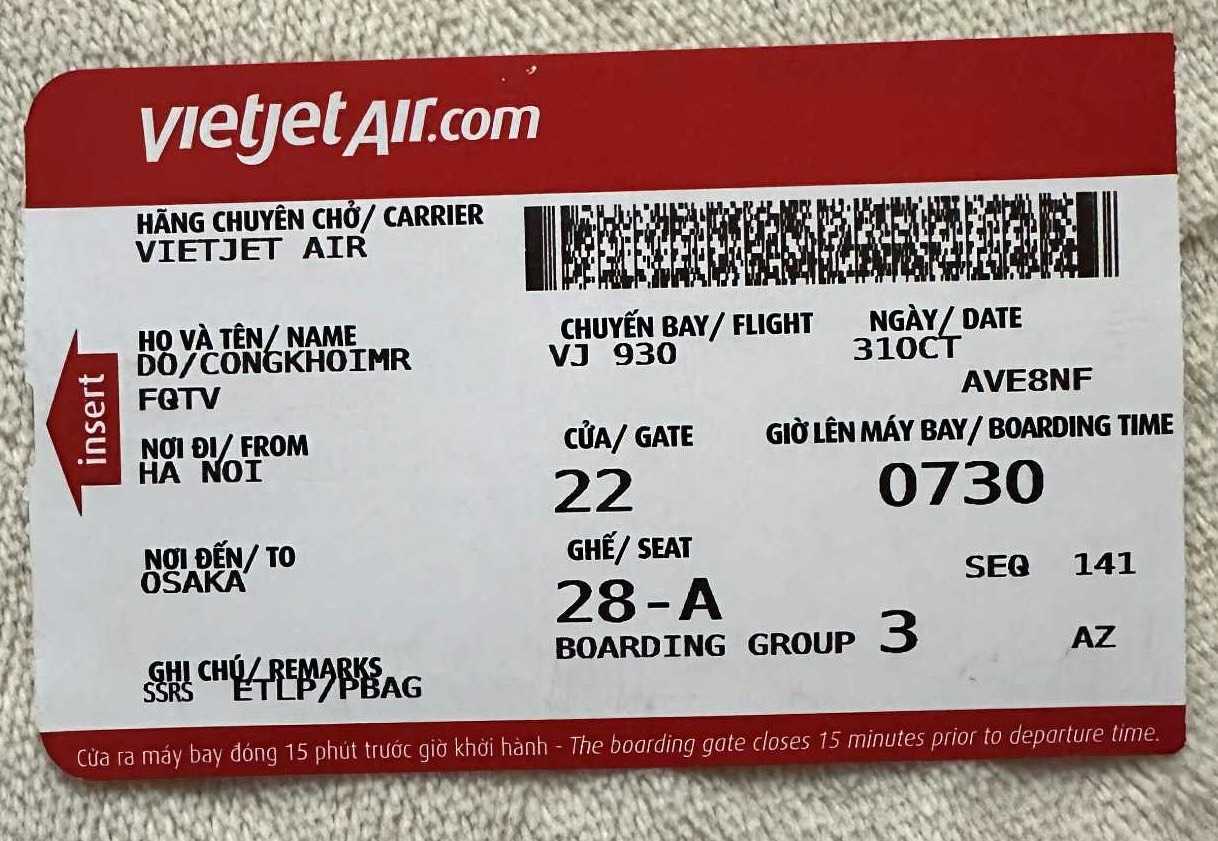 vietjetAir.com
HÃNG CHUYÊN CHỞ/ CARRIER
VIETJET AIR
HỌ VÀ TÊN/ NAME
DO/CONGKHOIMR
FQTV
CHUYẾN BAY/ FLIGHT
VJ 930
NGÀY/ DATE
31OCT
AVE8NF
insert
NƠI ĐI/ FROM
HA NOI
CỬA/ GATE
22
GIỜ LÊN MÁY BAY/ BOARDING TIME
0730
NƠI ĐẾN/ TO
OSAKA
GHẾ/ SEAT
28-A
SEQ 141
BOARDING GROUP 3
AZ
GHI CHÚ/ REMARKS
SSRS ETLP/PBAG
Cửa ra máy bay đóng 15 phút trước giờ khởi hành - The boarding gate closes 15 minutes prior to departure time.